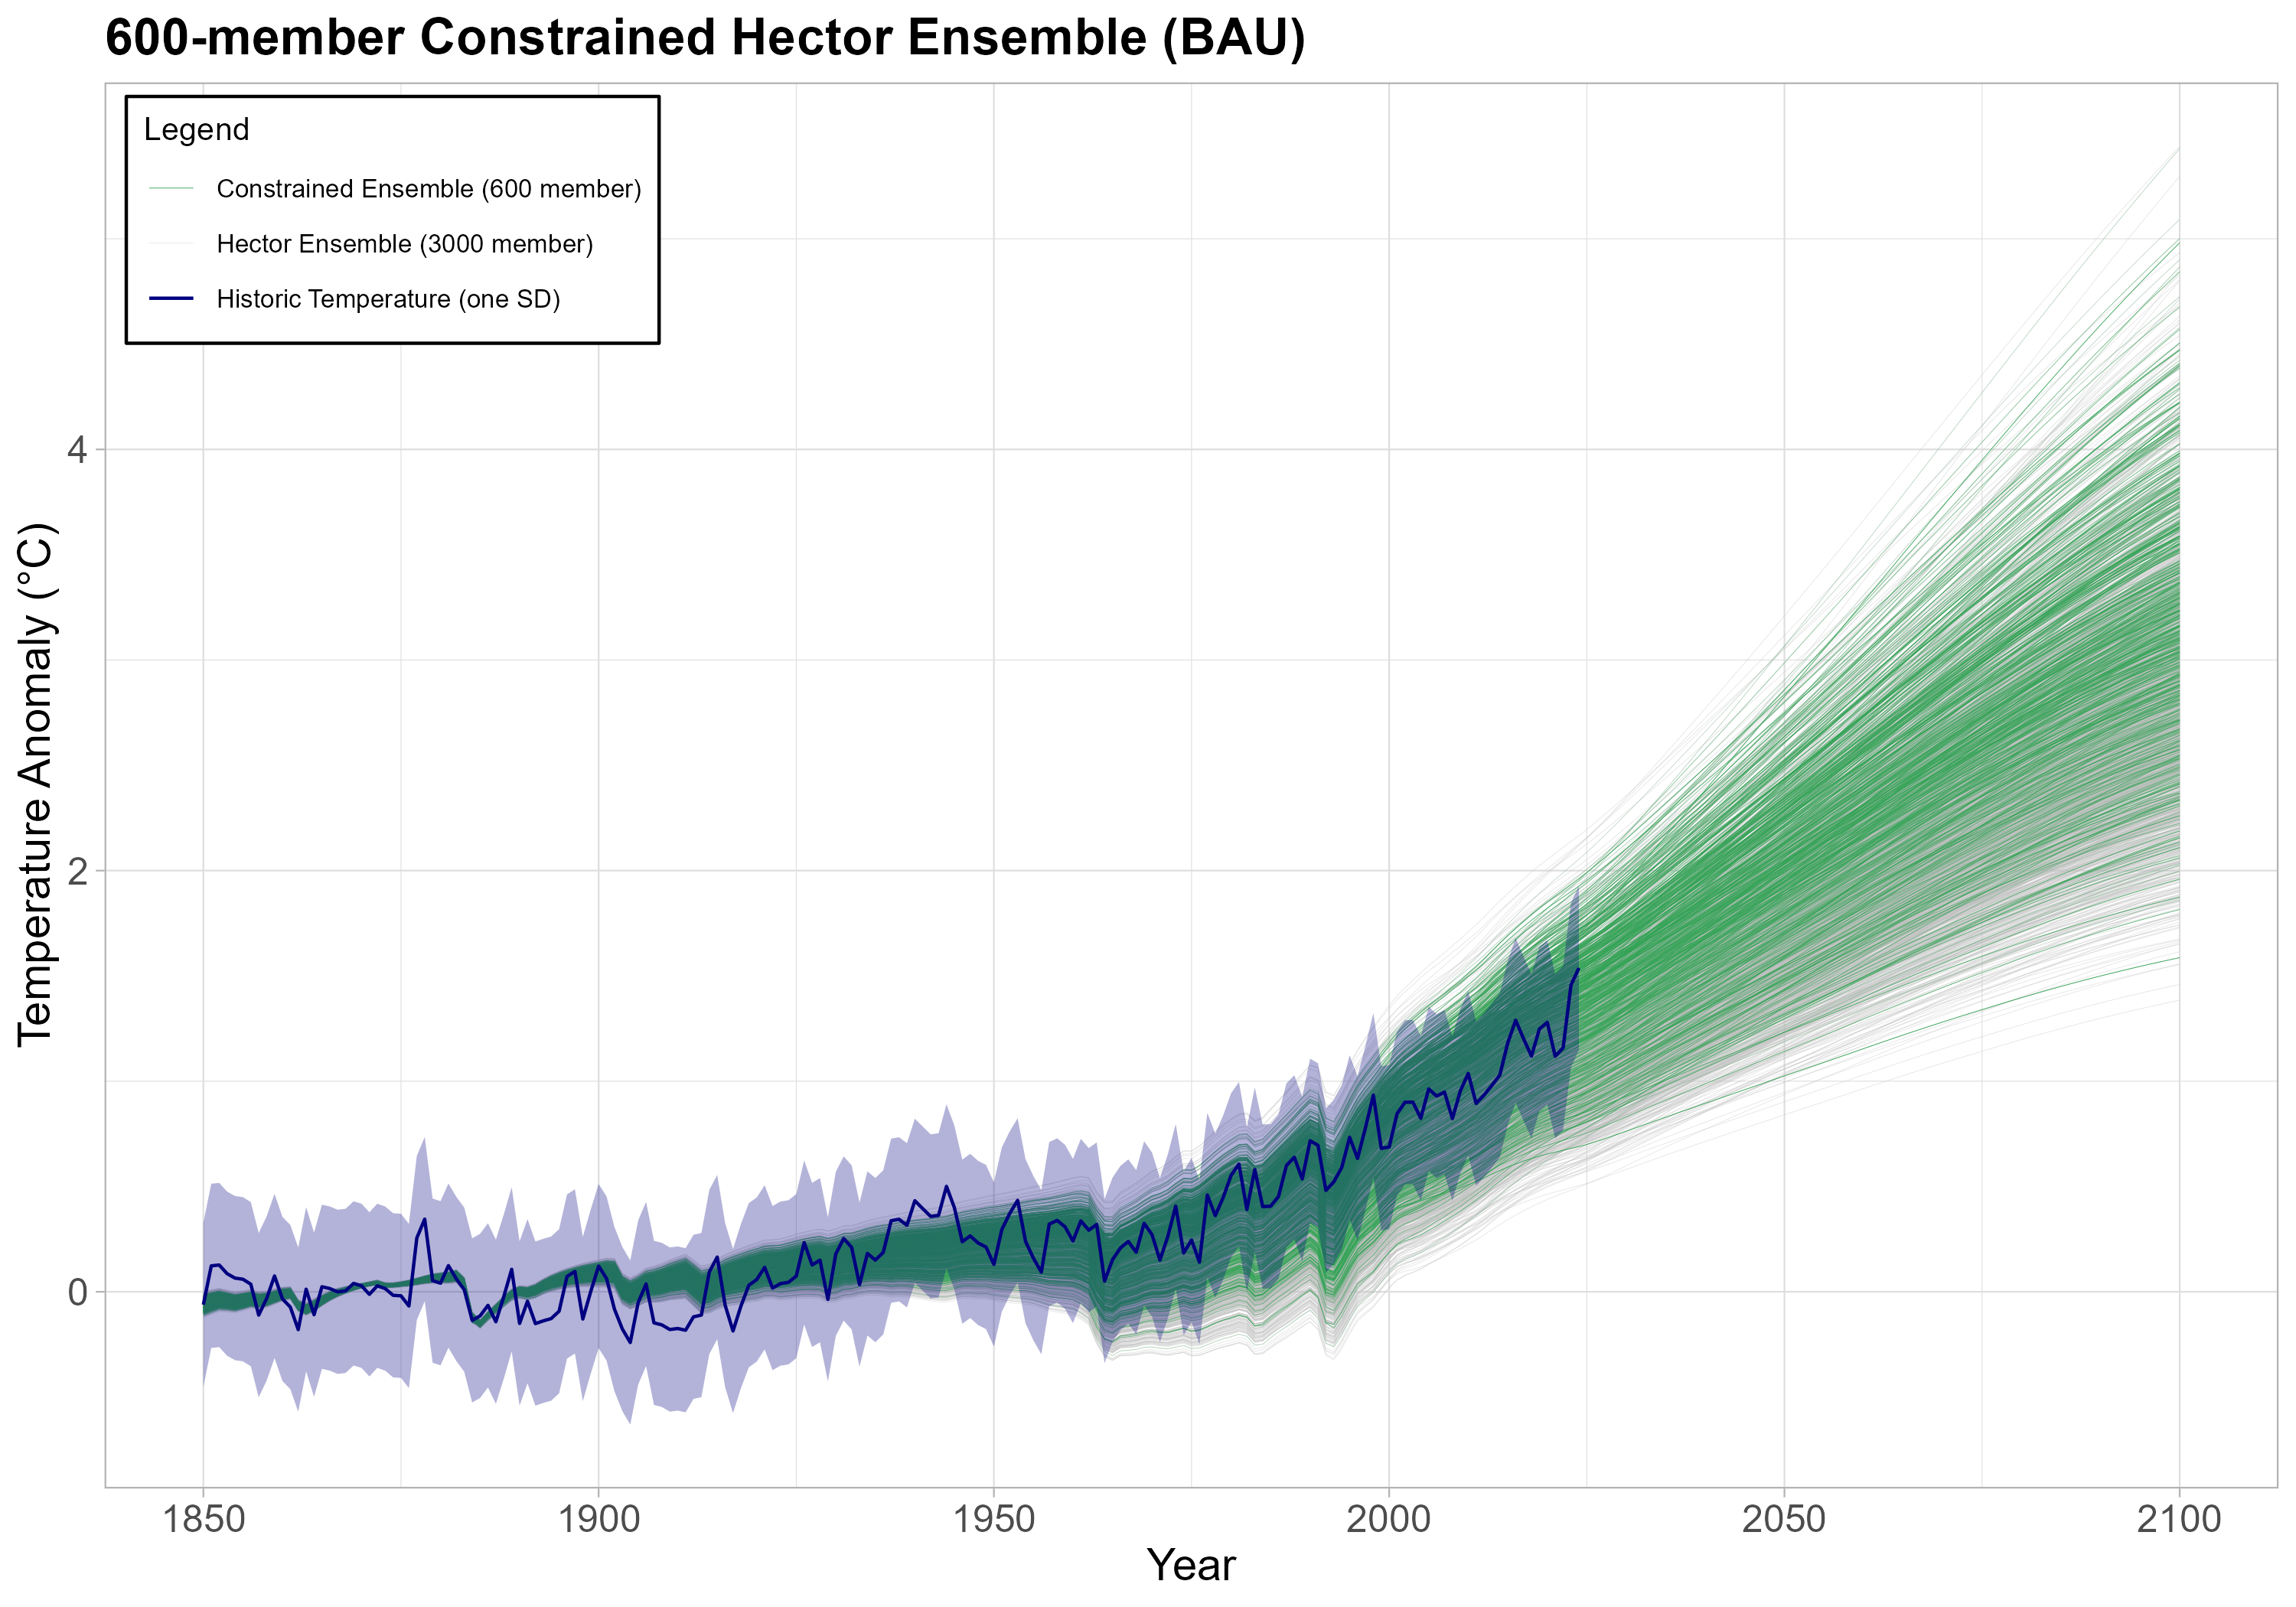 600-member Constrained Hector Ensemble (BAU)
Legend
Constrained Ensemble (600 member)
Hector Ensemble (3000 member)
Historic Temperature (one SD)
Temperature Anomaly (°C)
4
2
0
1850 1900 1950 2000 2050 2100
Year